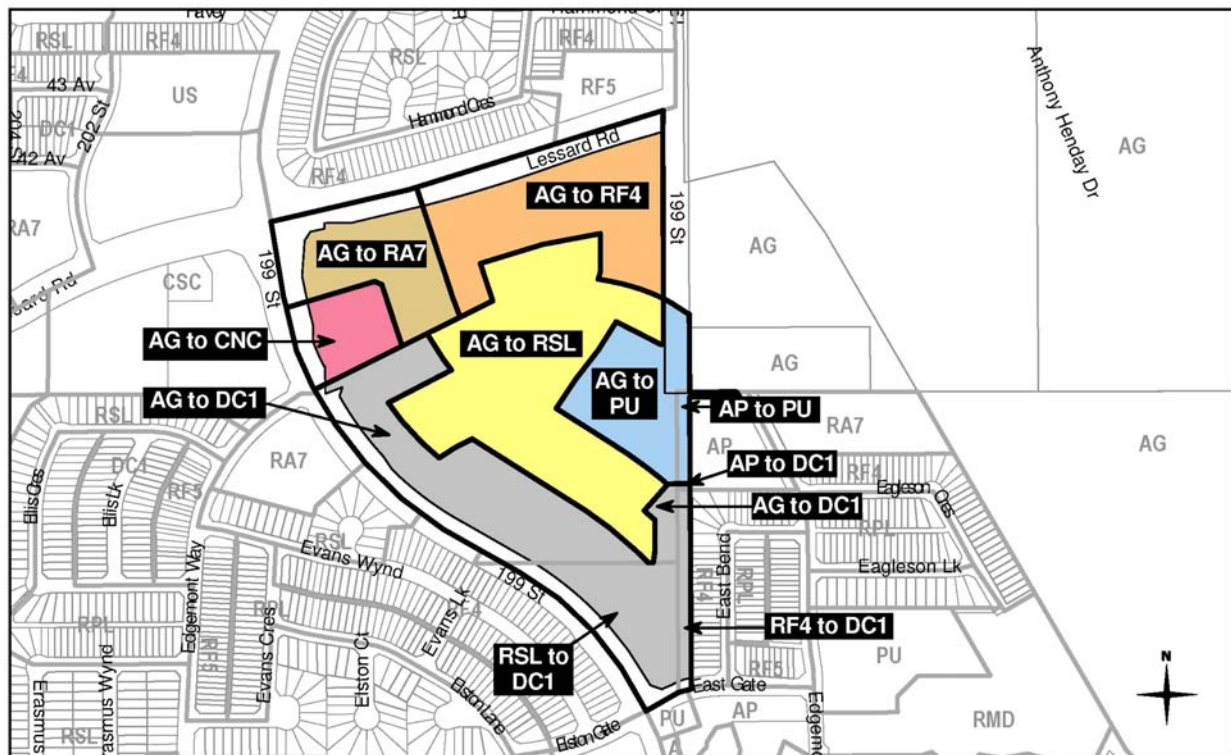 RSL
RF4
43 Av
US
DC1
202 St
RSL
RF4
RF5
Hammond Cres
RF4
Lessard Rd
AG to RF4
199 St
Anthony Henday Dr
AG
AG
AG to RA7
199 St
CSC
RA7
AG to CNC
AG to RSL
AG to PU
AG
AG to DC1
AP to PU
AP
RA7
AG
RSL
DC1
RF5
RA7
AP to DC1
RF4
Eagleson Cres
AG to DC1
RPL
Eagleson Lk
Ellis Cres
Ellis Lk
RSL
Evans Wynd
199 St
East Bend
RF4
RPL
Edgemont Way
RPL
RPL
Evans Lk
RF5
Evans Cres
Elston Ct
RSL to DC1
RF4 to DC1
RF5
PU
East Gate
Elston Lane
Elston Gate
PU
AP
RMD
RSL
N